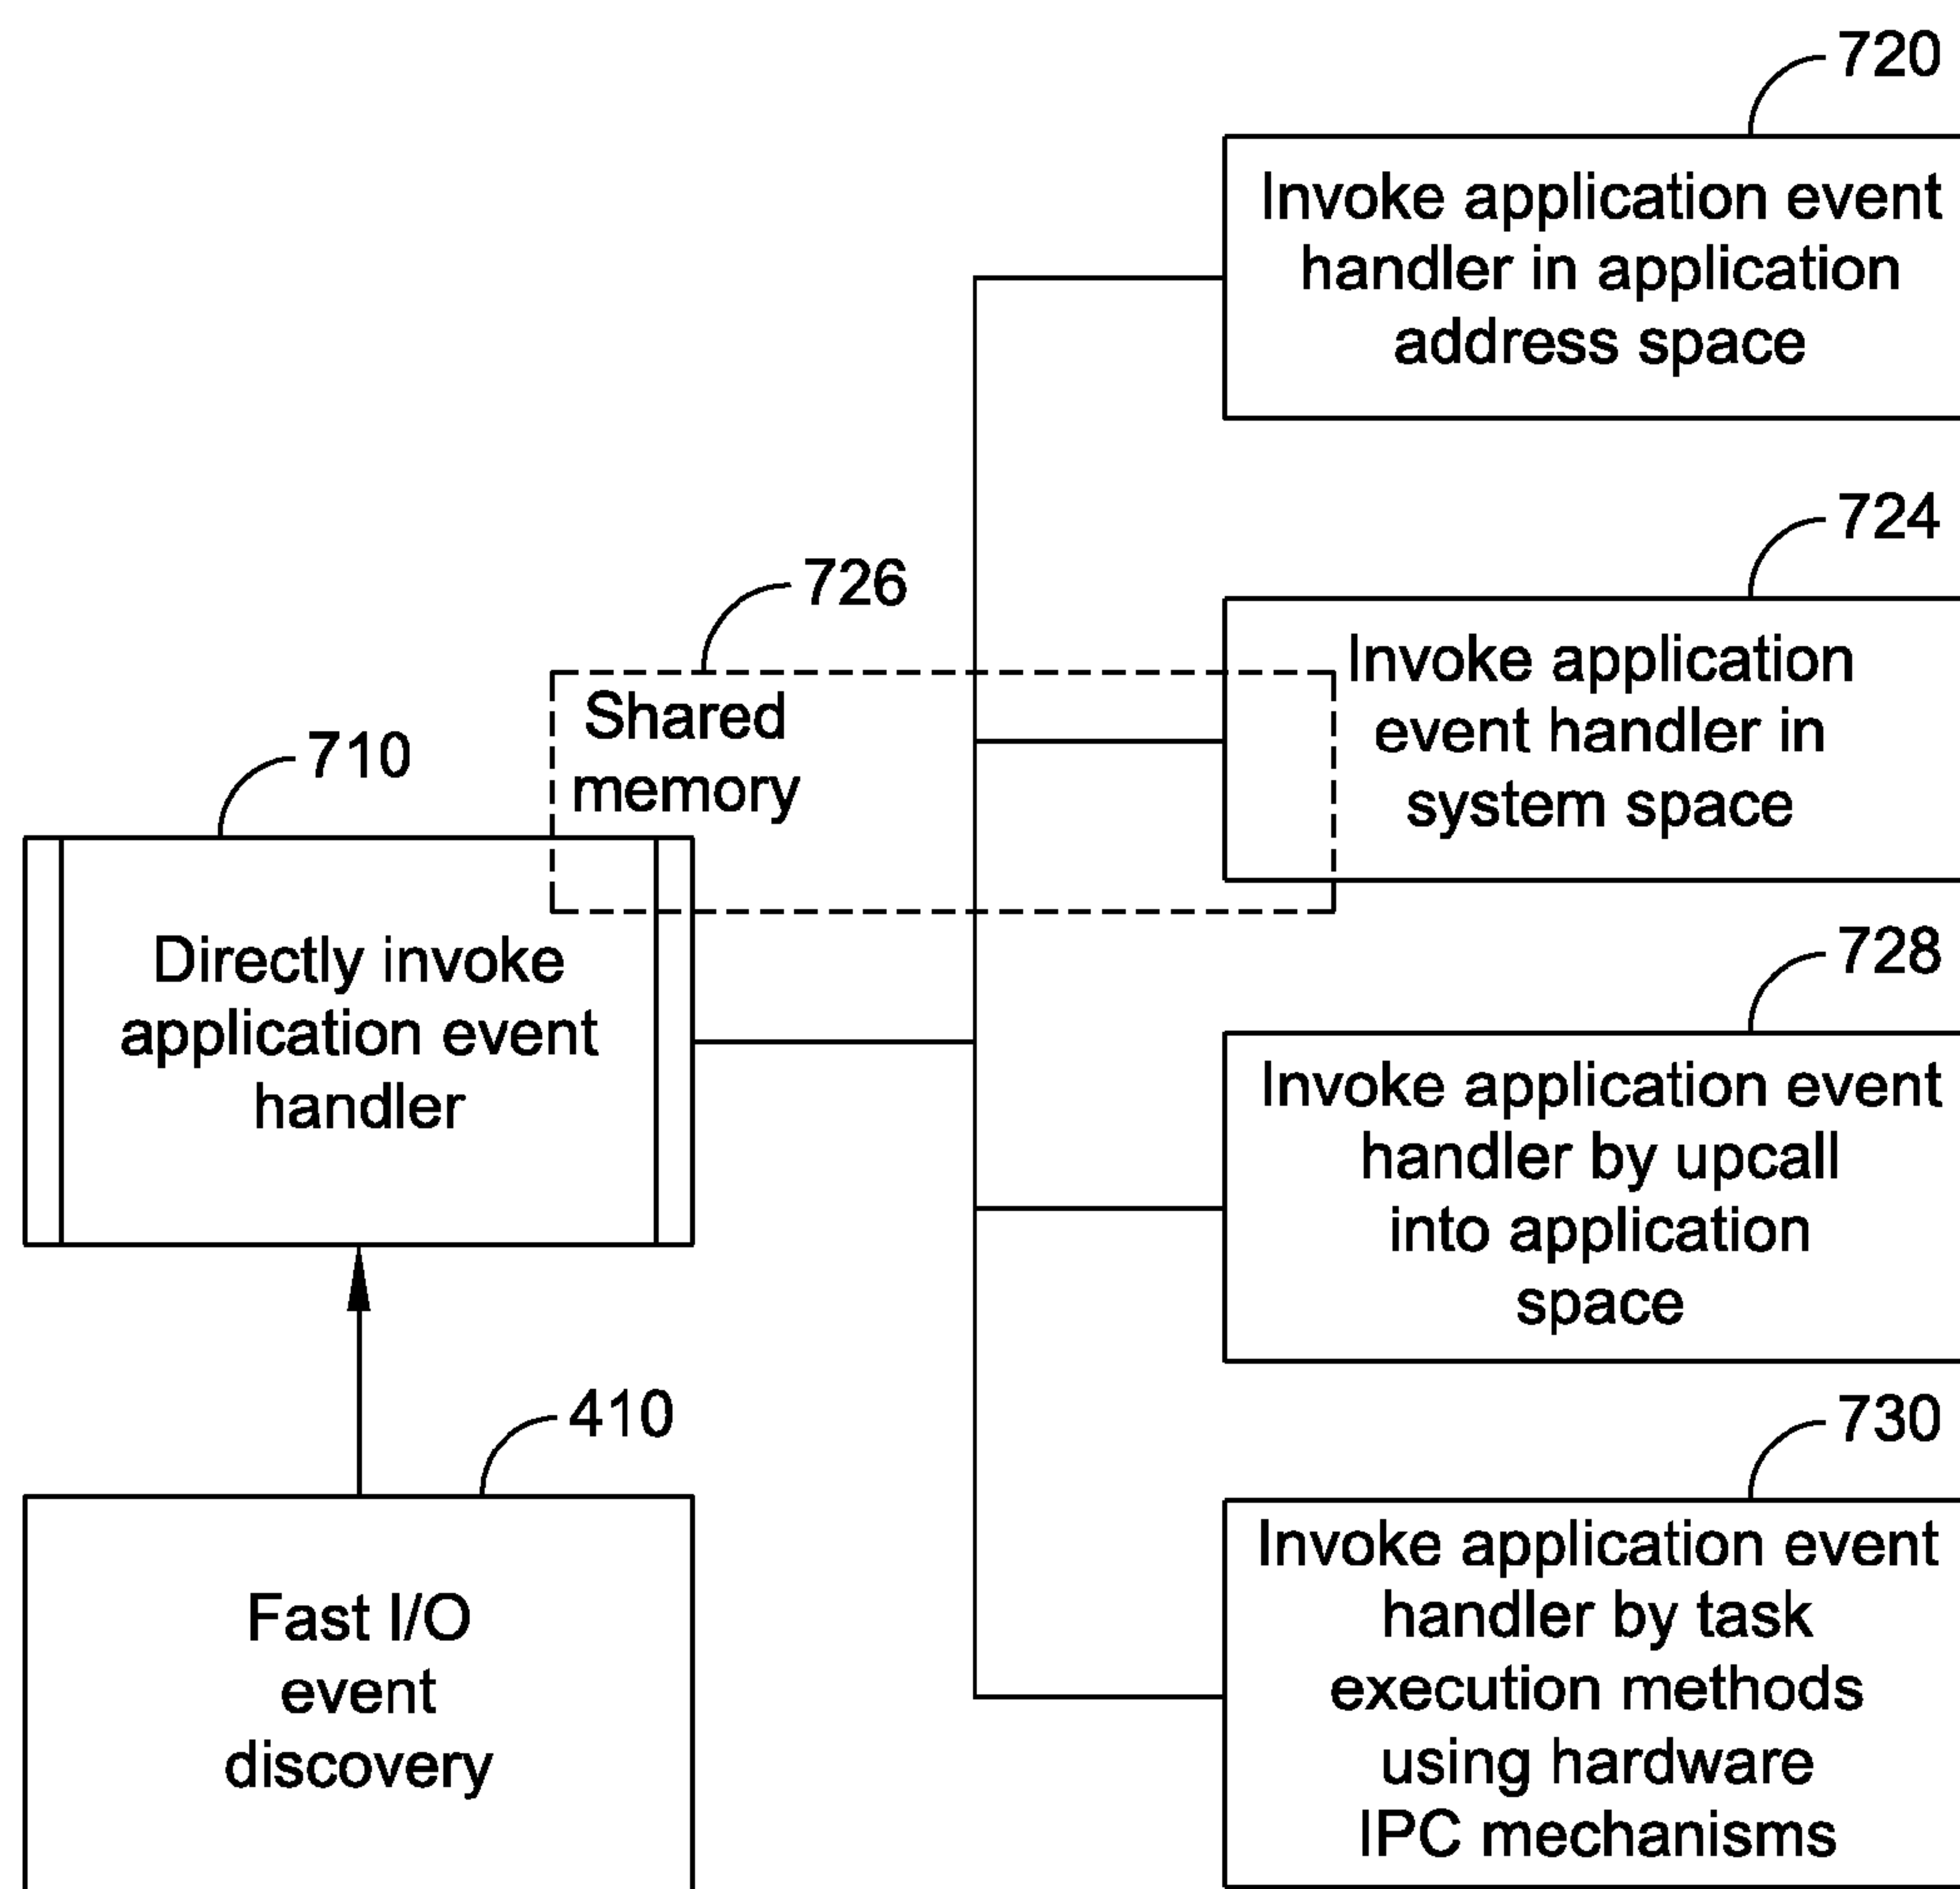 720
Invoke application event
handler in application
address space
724
Invoke application
event handler in
system space
726
Shared
memory
710
Directly invoke
application event
handler
728
Invoke application event
handler by upcall
into application
space
410
Fast I/O
event
discovery
730
Invoke application event
handler by task
execution methods
using hardware
IPC mechanisms